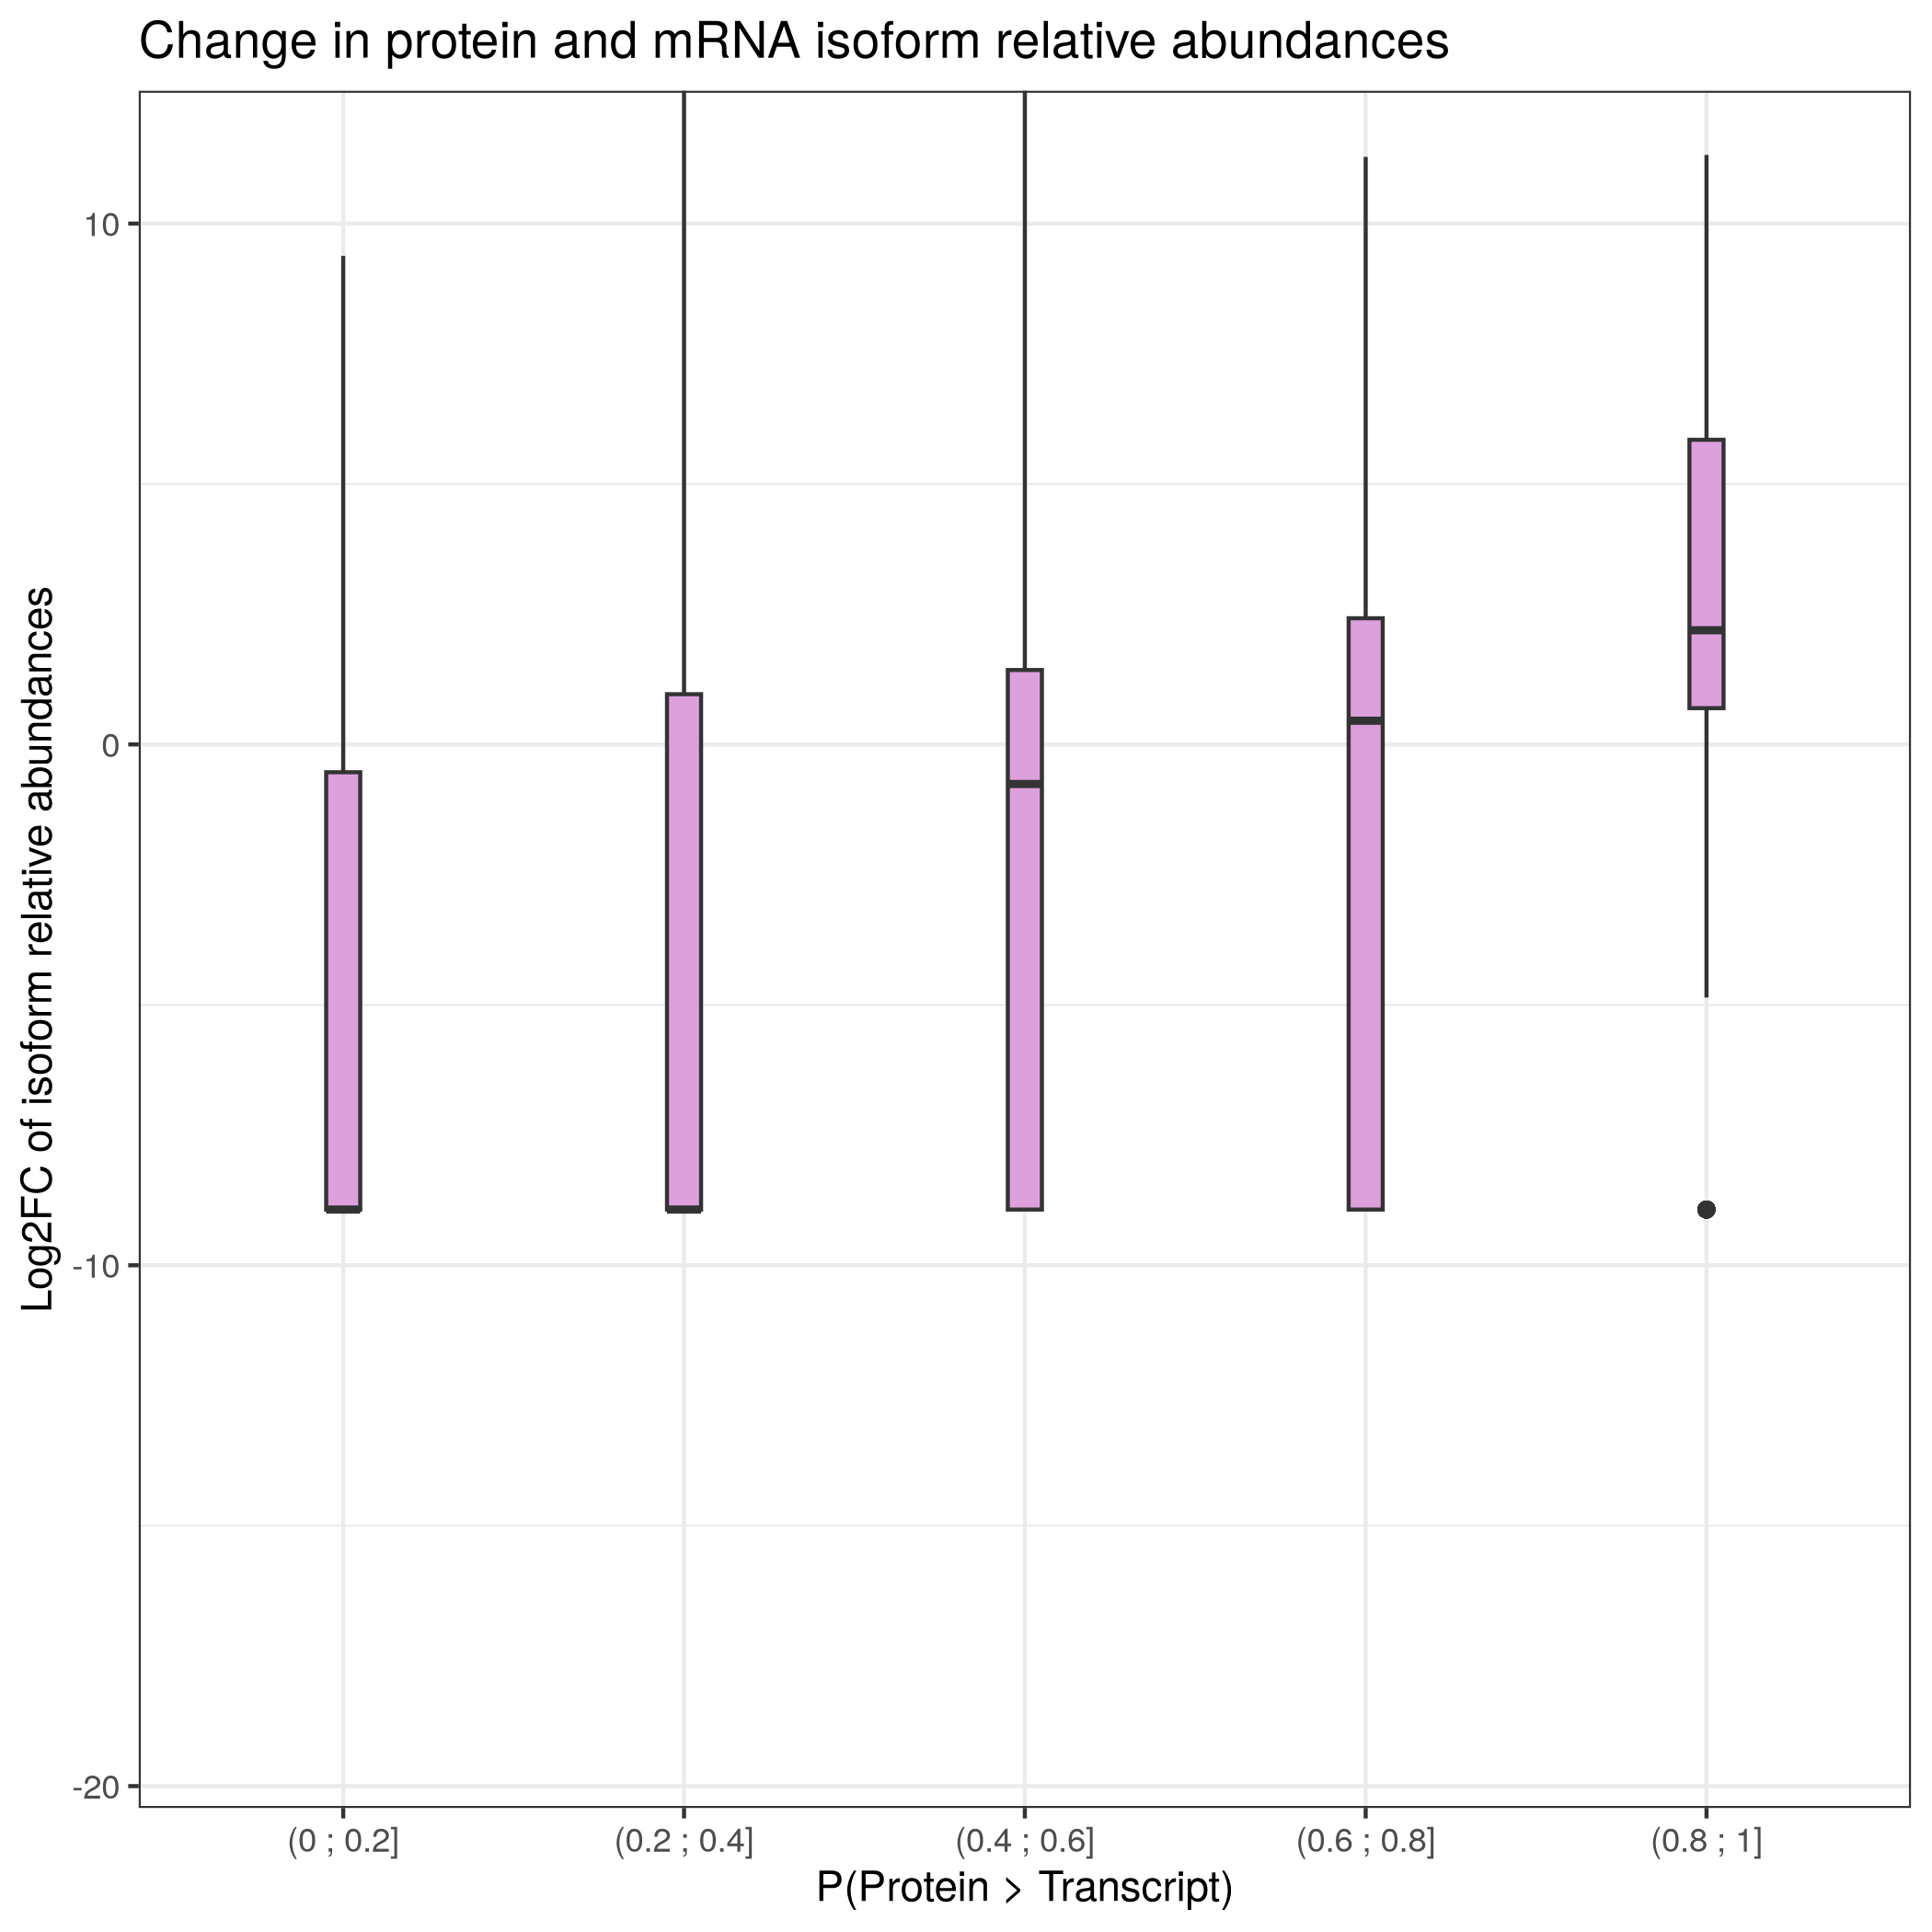 Change in protein and mRNA isoform relative abundances
Log2FC of isoform relative abundances
10
0
-10
-20
(0 ; 0.2]
(0.2 ; 0.4]
(0.4 ; 0.6]
(0.6 ; 0.8]
(0.8 ; 1]
P(Protein > Transcript)